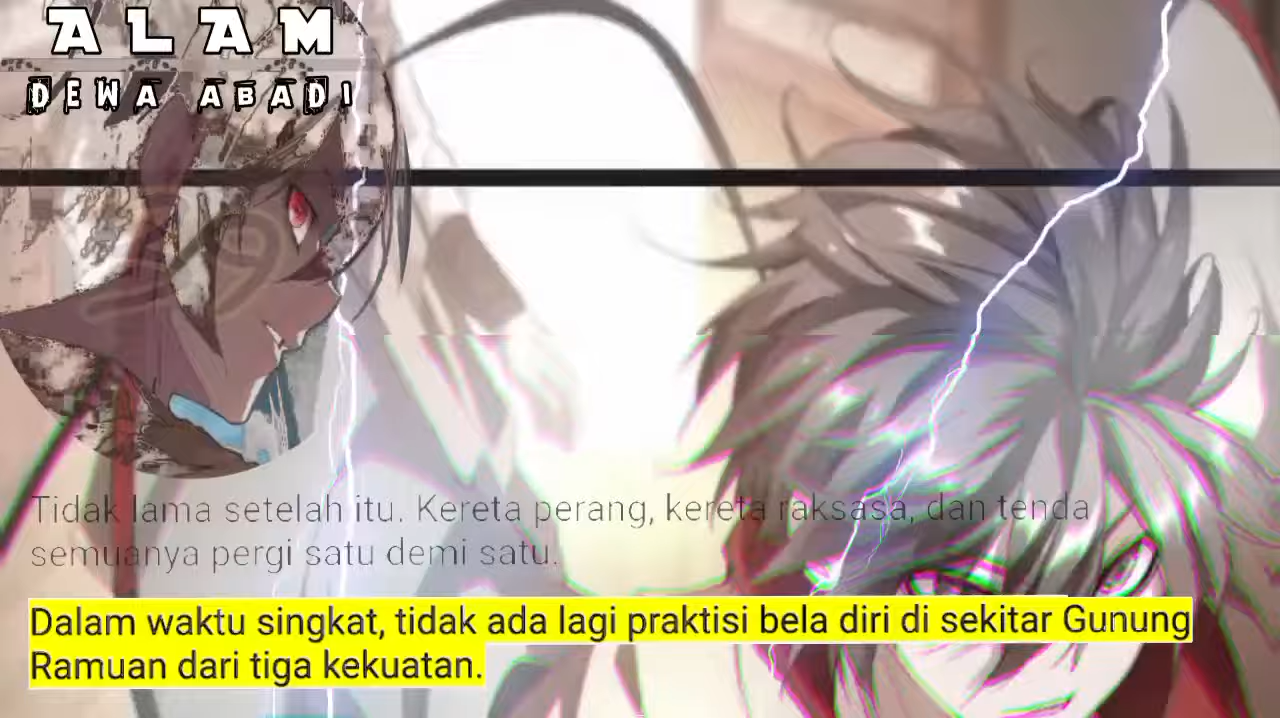 ALAM
DEWA ABADI
Tidak lama setelah itu. Kereta perang, kereta raksasa, dan tenda
semuanya pergi satu demi satu.
Dalam waktu singkat, tidak ada lagi praktisi bela diri di sekitar Gunung
Ramuan dari tiga kekuatan.